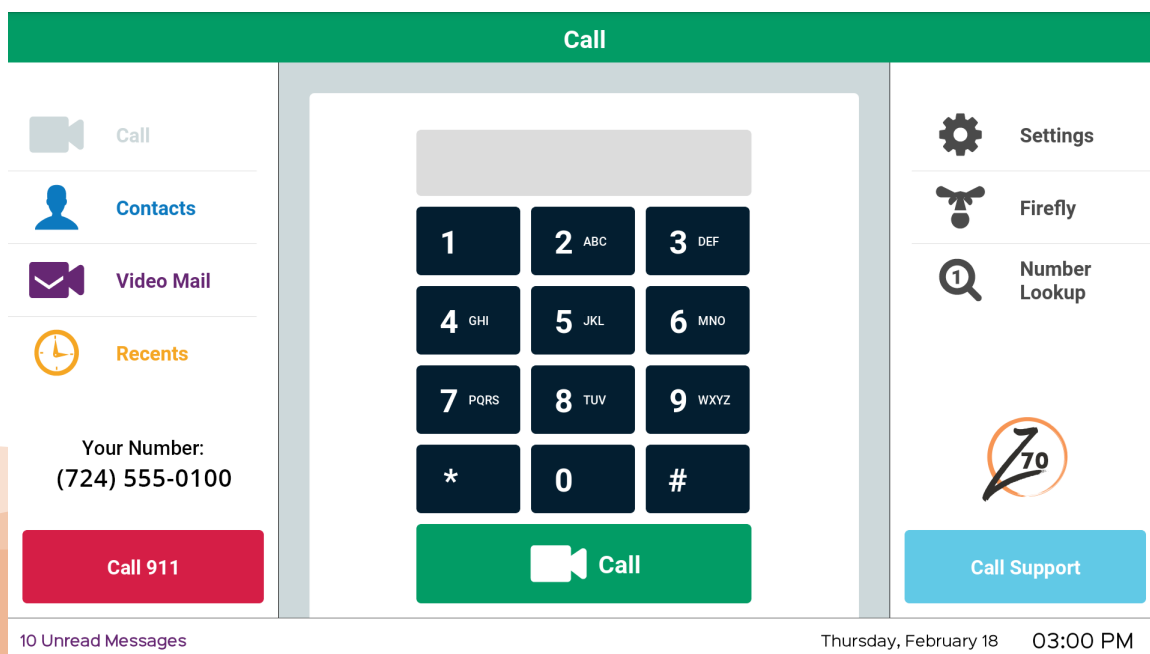 Call
Call
Contacts
Video Mail
Recents
Your Number:
(724) 555-0100
Call 911
1
2 ABC
3 DEF
4 GHI
5 JKL
6 MNO
7 PQRS
8 TUV
9 WXYZ
*
0
#
Call
Settings
Firefly
1
Number
Lookup
Z70
Call Support
10 Unread Messages
Thursday, February 18
03:00 PM